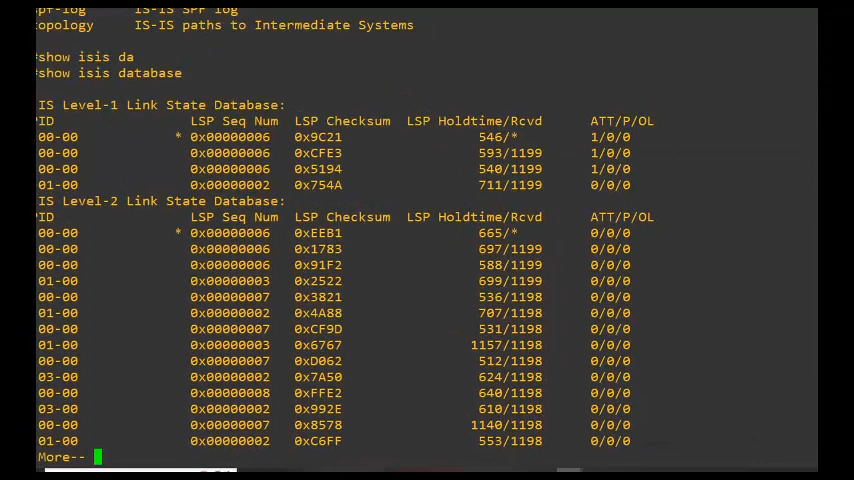 spf-log IS-IS SPF log
topology IS-IS paths to Intermediate Systems
#show isis da
#show isis database
IS Level-1 Link State Database:
PID LSP Seq Num LSP Checksum LSP Holdtime/Rcvd ATT/P/OL
00-00 * 0x00000006 0x9C21 546/* 1/0/0
00-00 0x00000006 0xCFE3 593/1199 1/0/0
00-00 0x00000006 0x5194 540/1199 1/0/0
01-00 0x00000002 0x754A 711/1199 0/0/0
IS Level-2 Link State Database:
PID LSP Seq Num LSP Checksum LSP Holdtime/Rcvd ATT/P/OL
00-00 * 0x00000006 0xEEB1 665/* 0/0/0
00-00 0x00000006 0x1783 697/1199 0/0/0
00-00 0x00000006 0x91F2 588/1199 0/0/0
01-00 0x00000003 0x2522 699/1199 0/0/0
00-00 0x00000007 0x3821 536/1198 0/0/0
01-00 0x00000002 0x4A88 707/1198 0/0/0
00-00 0x00000007 0xCF9D 531/1198 0/0/0
01-00 0x00000003 0x6767 1157/1198 0/0/0
00-00 0x00000007 0xD062 512/1198 0/0/0
03-00 0x00000002 0x7A50 624/1198 0/0/0
00-00 0x00000008 0xFFE2 640/1198 0/0/0
03-00 0x00000002 0x992E 610/1198 0/0/0
00-00 0x00000007 0x8578 1140/1198 0/0/0
01-00 0x00000002 0xC6FF 553/1198 0/0/0
More--